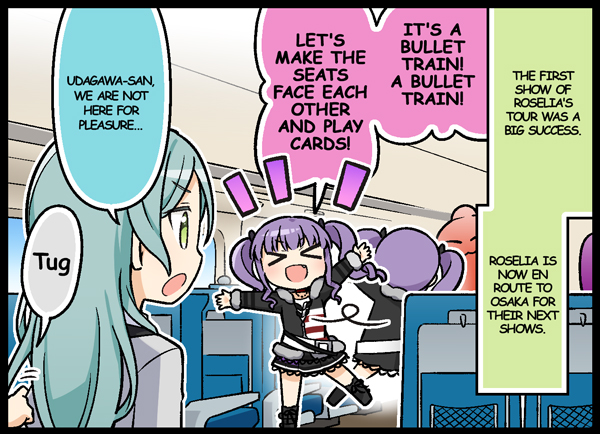 THE FIRST
SHOW OF
ROSELIA'S
TOUR WAS A
BIG SUCCESS.
ROSELIA IS
NOW EN
ROUTE TO
OSAKA FOR
THEIR NEXT
SHOWS.
IT'S A
BULLET
TRAIN!
A BULLET
TRAIN!
LET'S
MAKE THE
SEATS
FACE EACH
OTHER
AND PLAY
CARDS!
UDAGAWA-SAN,
WE ARE NOT
HERE FOR
PLEASURE...
Tug